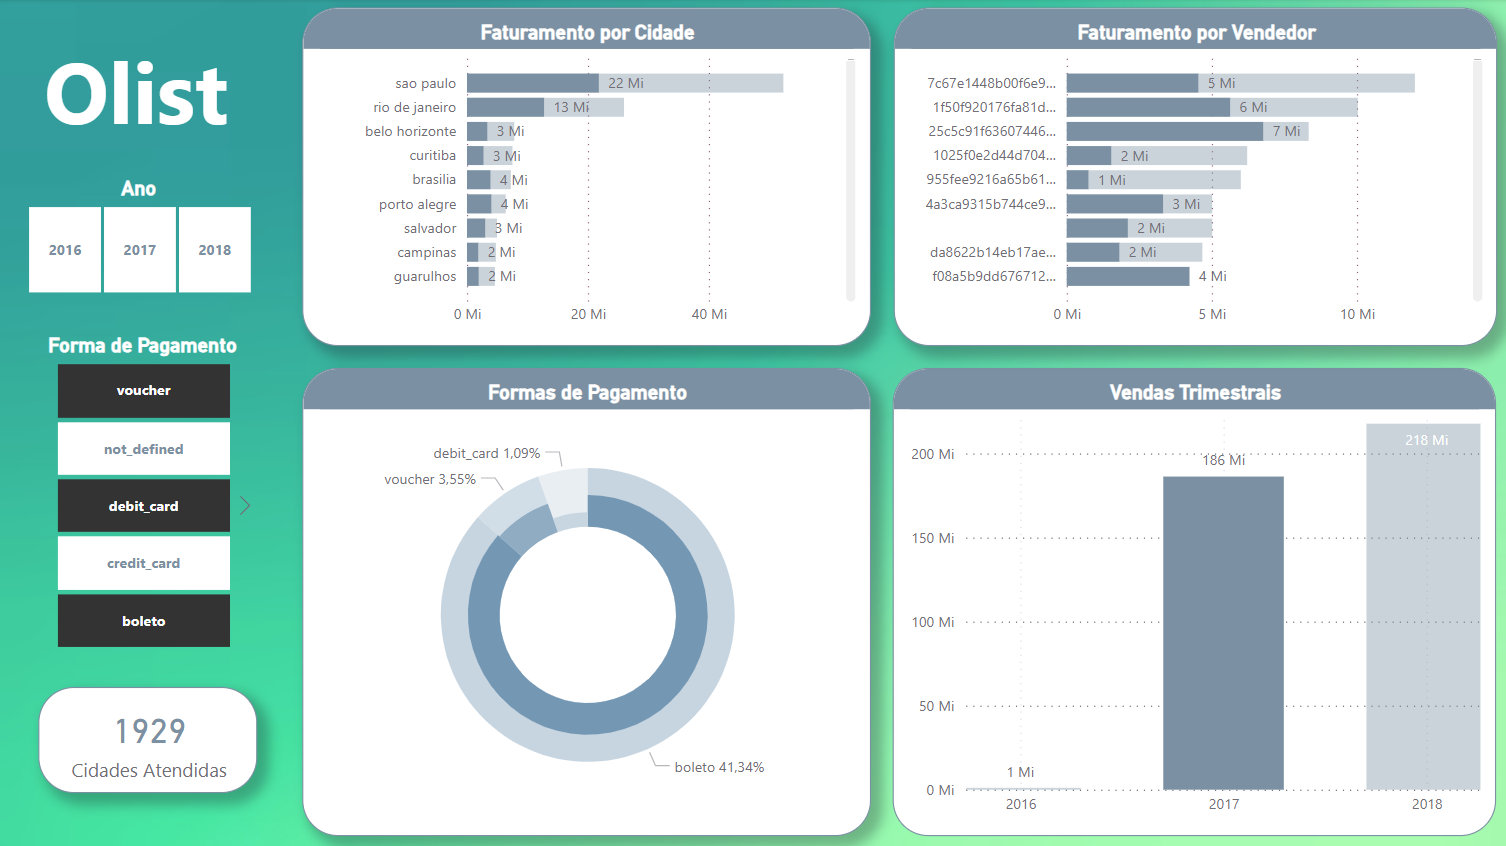 Olist
Ano
2016 2017 2018
Forma de Pagamento
voucher
not_defined
debit_card
credit_card
boleto
1929
Cidades Atendidas
Faturamento por Cidade
sao paulo 22 Mi
rio de janeiro 13 Mi
belo horizonte 3 Mi
curitiba 3 Mi
brasilia 4 Mi
porto alegre 4 Mi
salvador 3 Mi
campinas 2 Mi
guarulhos 2 Mi
0 Mi 20 Mi 40 Mi
Faturamento por Vendedor
7c67e1448b00f6e9... 5 Mi
1f50f920176fa81d... 6 Mi
25c5c91f63607446... 7 Mi
1025f0e2d44d704... 2 Mi
955fee9216a65b61... 1 Mi
4a3ca9315b744ce9... 3 Mi
2 Mi
da8622b14eb17ae... 2 Mi
f08a5b9dd676712... 4 Mi
0 Mi 5 Mi 10 Mi
Formas de Pagamento
debit_card 1,09%
voucher 3,55%
boleto 41,34%
Vendas Trimestrais
218 Mi
200 Mi
186 Mi
150 Mi
100 Mi
50 Mi
1 Mi
0 Mi
2016 2017 2018